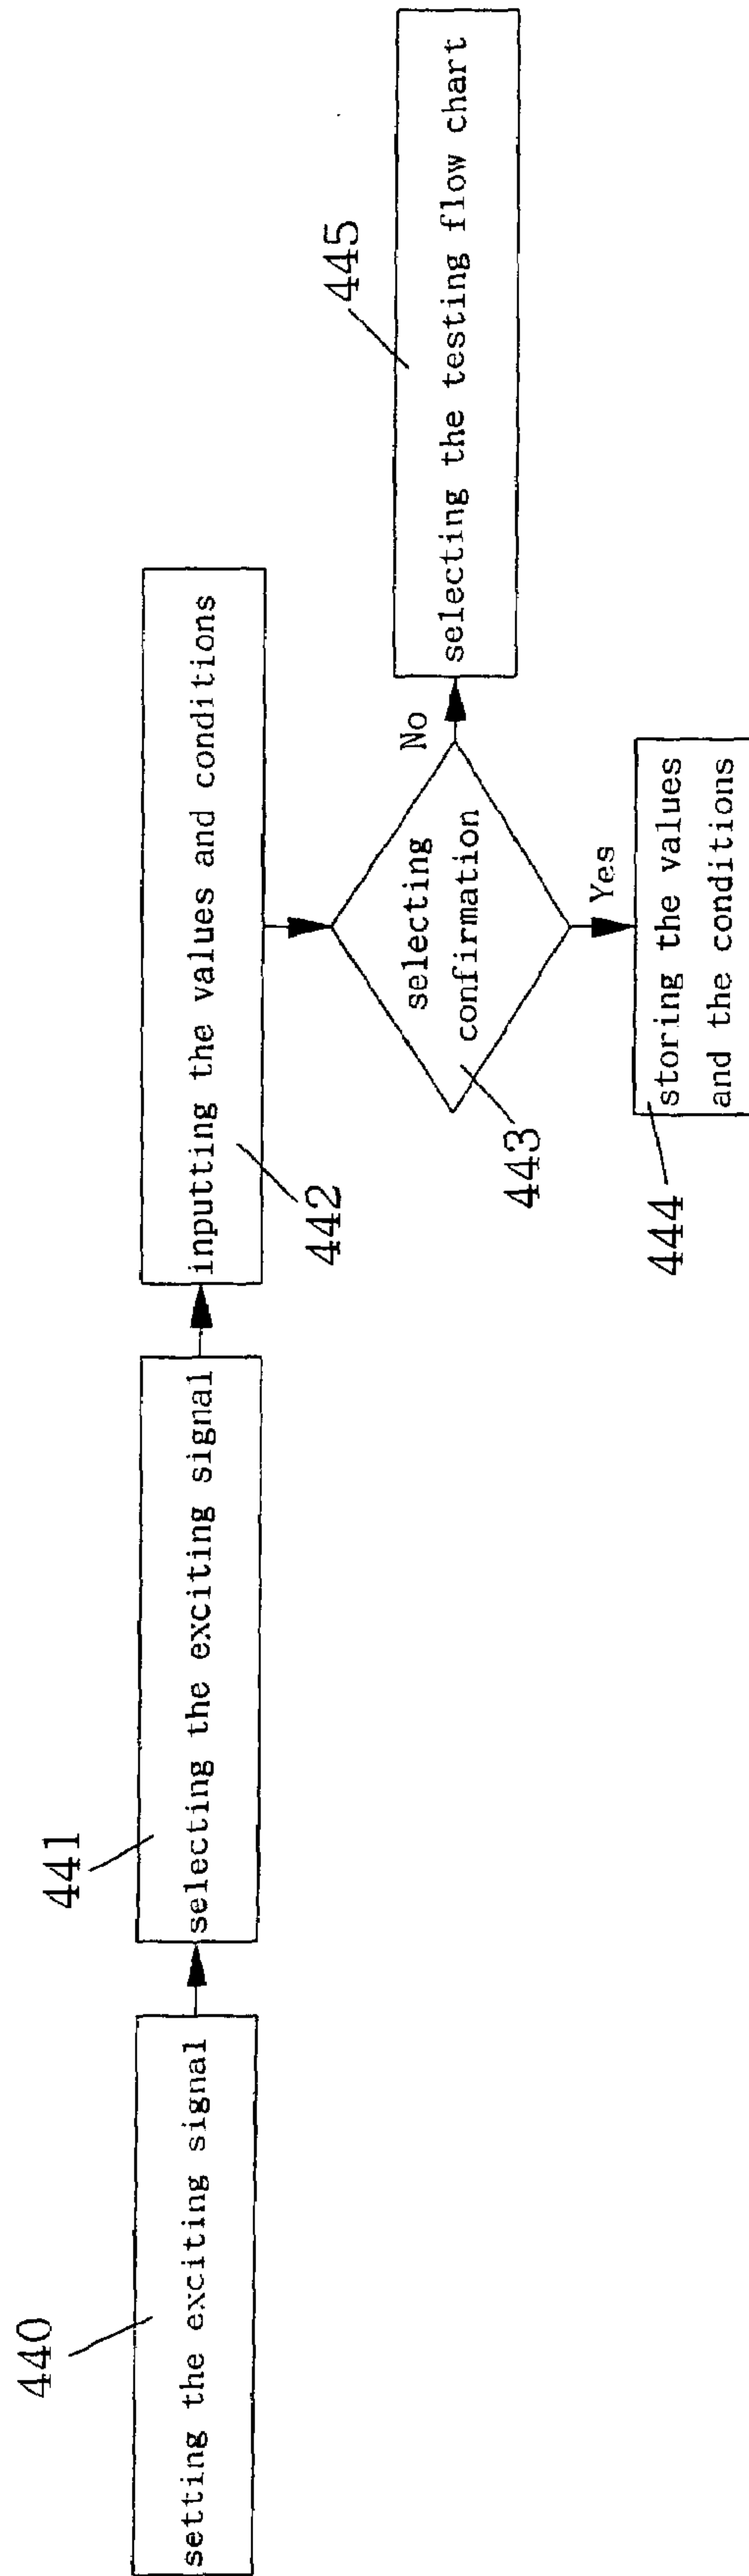 440
setting the exciting signal
441
selecting the exciting signal
442
inputting the values and conditions
443
selecting
confirmation
No
445
selecting the testing flow chart
Yes
444
storing the values
and the conditions